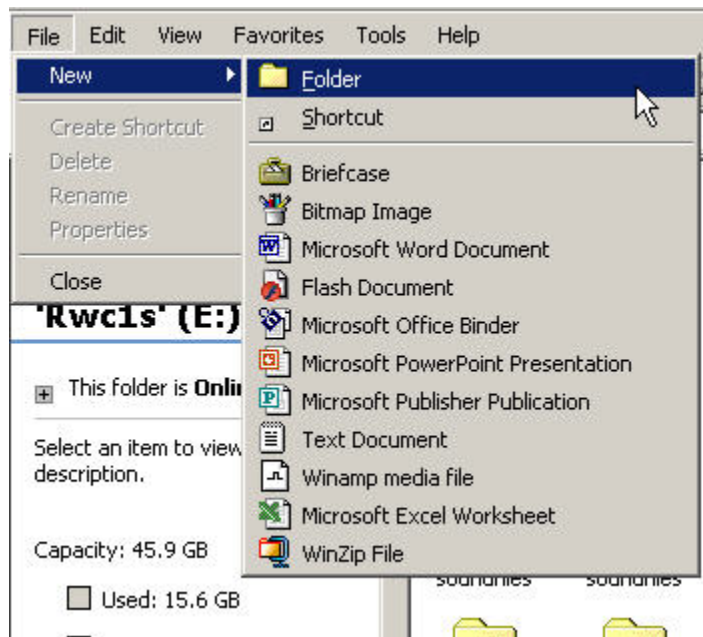 File Edit View Favorites Tools Help
New
Folder
Shortcut
Create Shortcut
Delete
Rename
Properties
Close
Briefcase
Bitmap Image
Microsoft Word Document
Flash Document
Microsoft Office Binder
Microsoft PowerPoint Presentation
Microsoft Publisher Publication
Text Document
Winamp media file
Microsoft Excel Worksheet
WinZip File
'Rwc1s' (E:)
This folder is
Select an item to view
description.
Capacity: 45.9 GB
Used: 15.6 GB